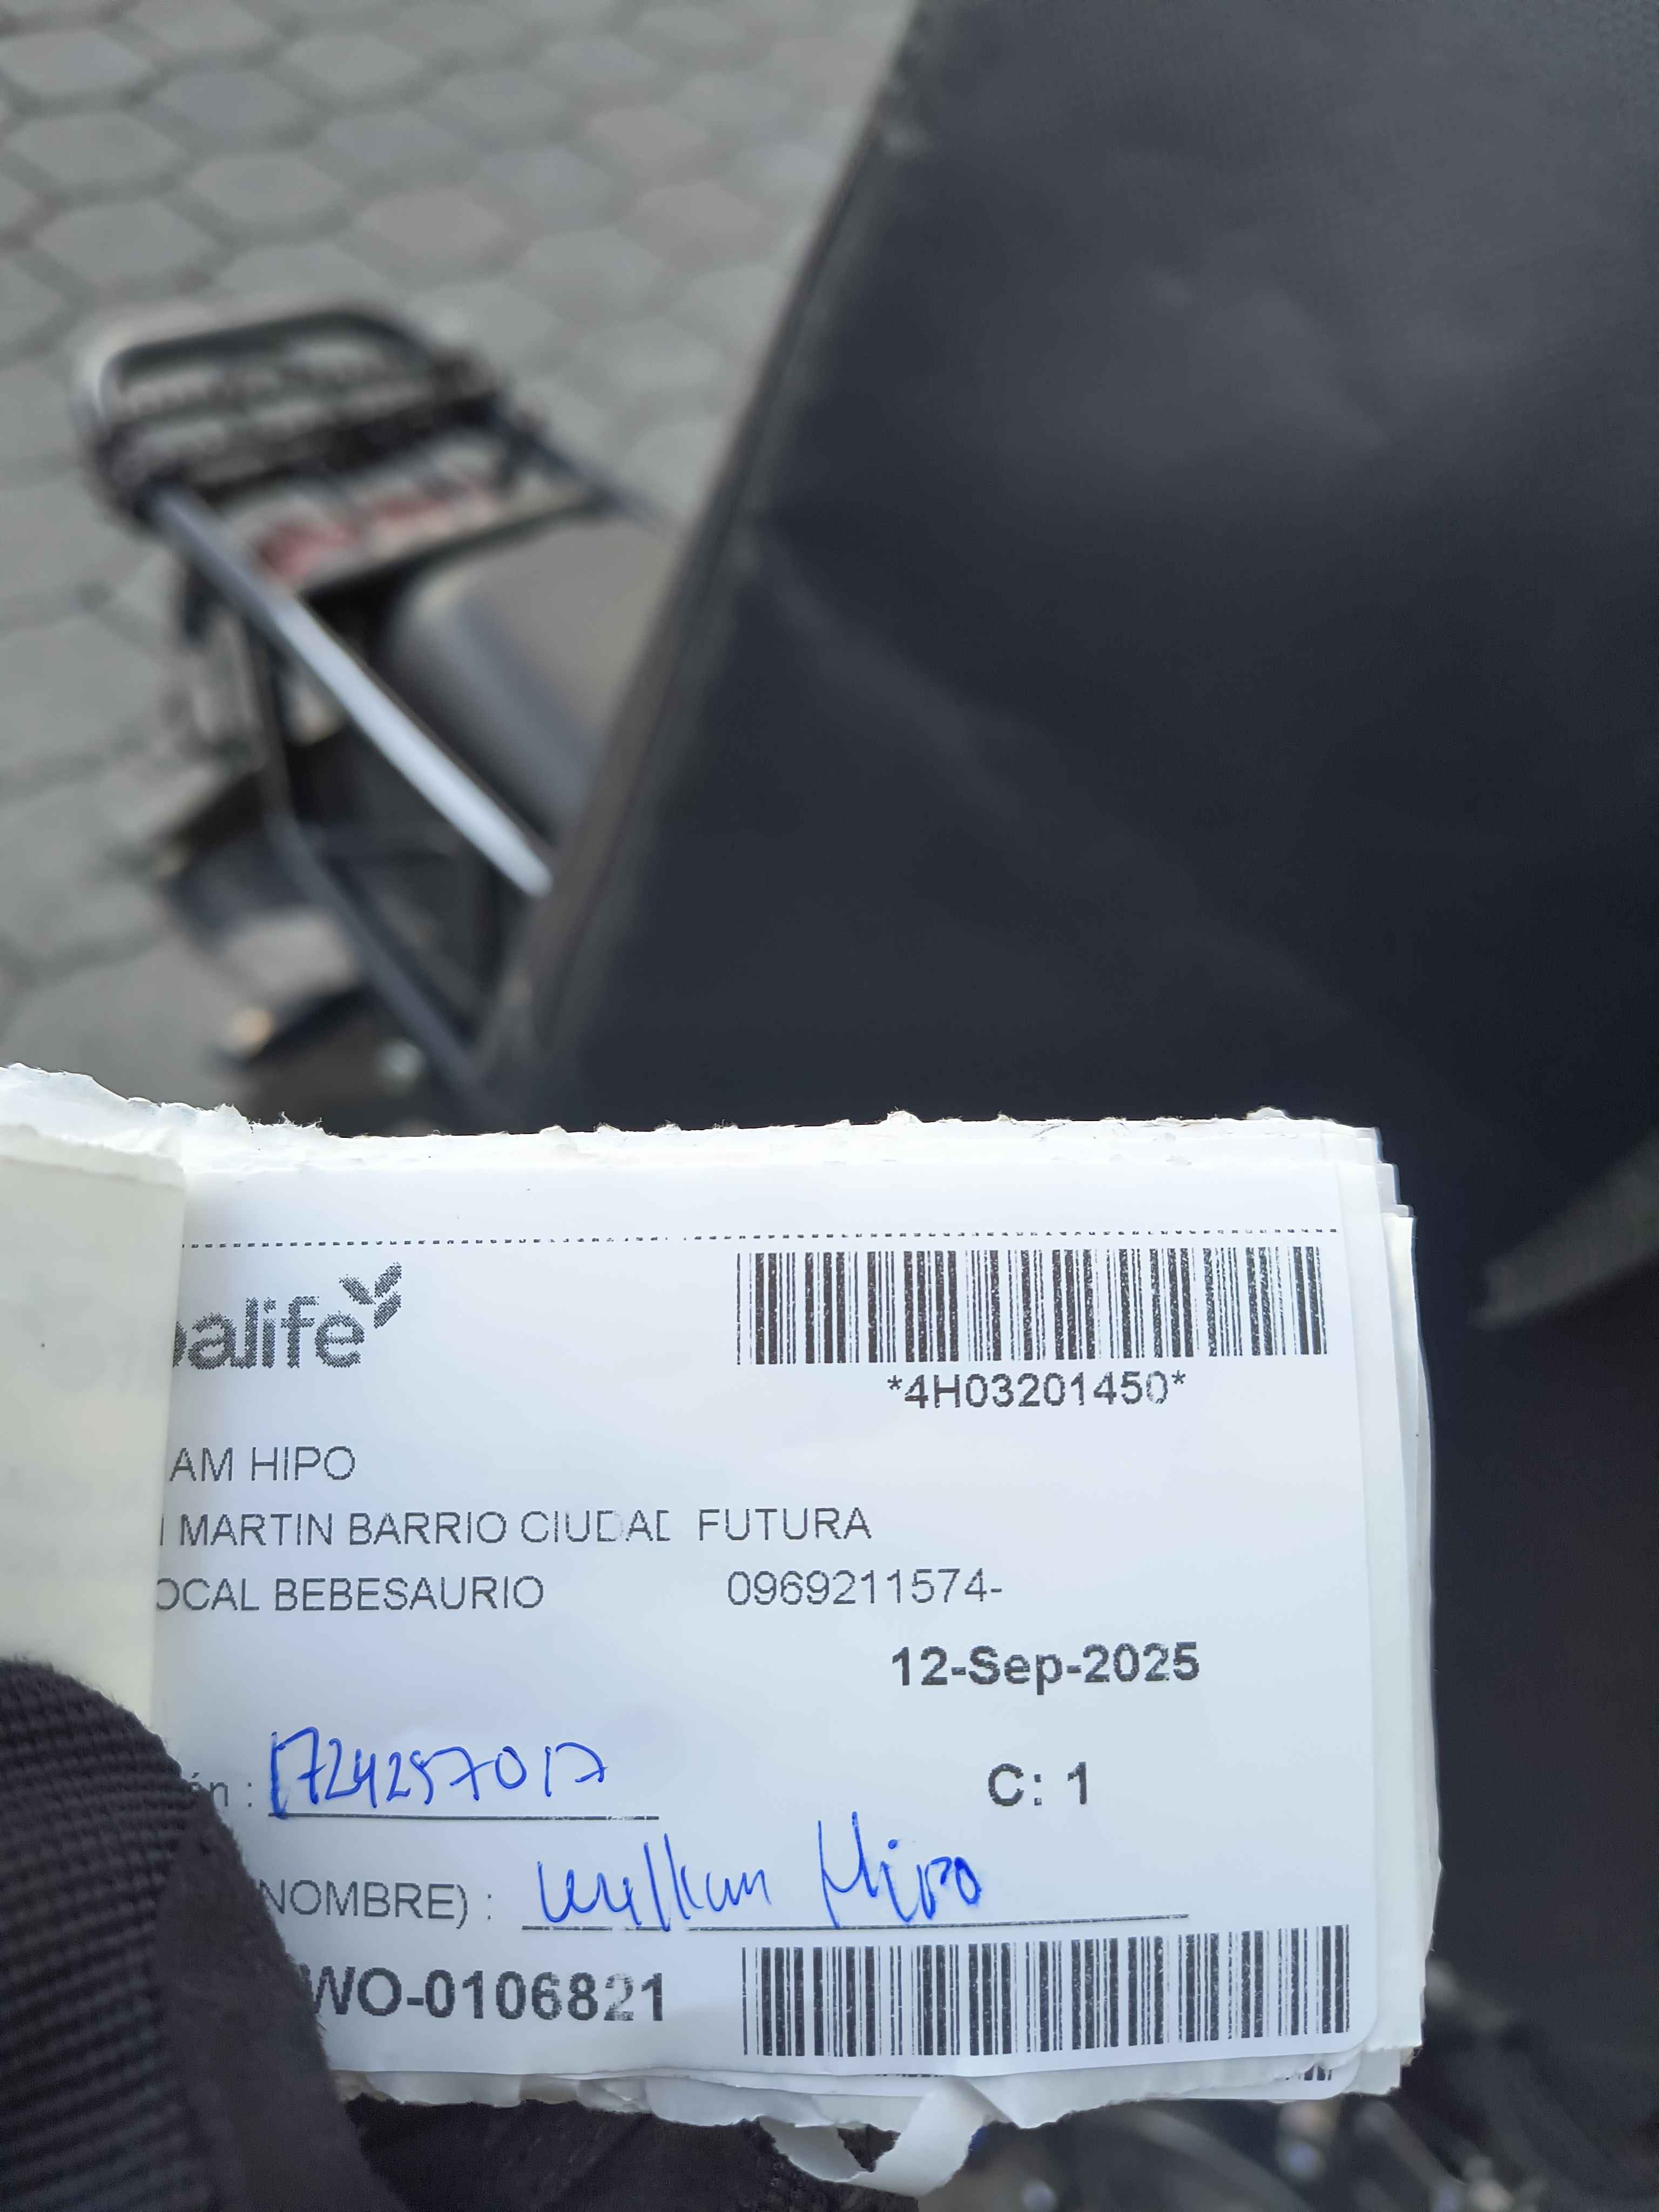 balife
*4H03201450*
AM HIPO
MARTIN BARRIO CIUDAD FUTURA
OCAL BEBESAURIO 0969211574-
12-Sep-2025
ón : 1724257017 C: 1
NOMBRE) : William Hipo
WO-0106821